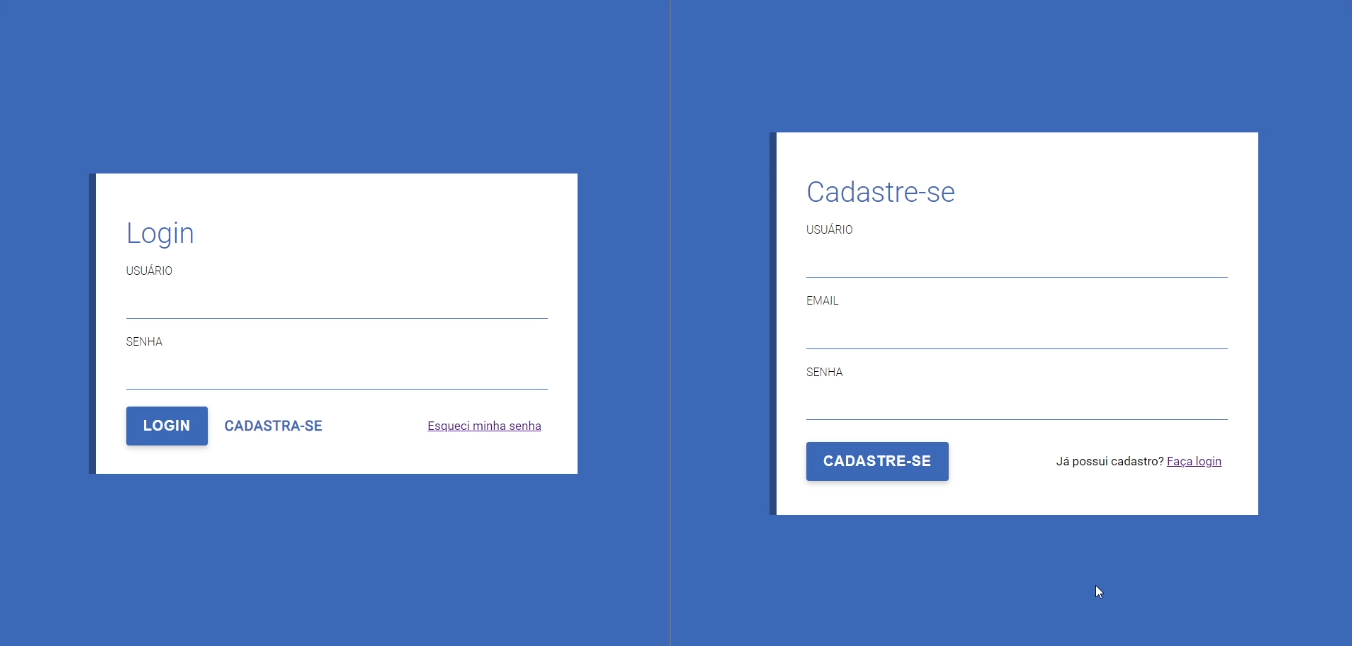 Login
USUÁRIO
SENHA
LOGIN CADASTRA-SE Esqueci minha senha
Cadastre-se
USUÁRIO
EMAIL
SENHA
CADASTRE-SE Já possui cadastro? Faça login